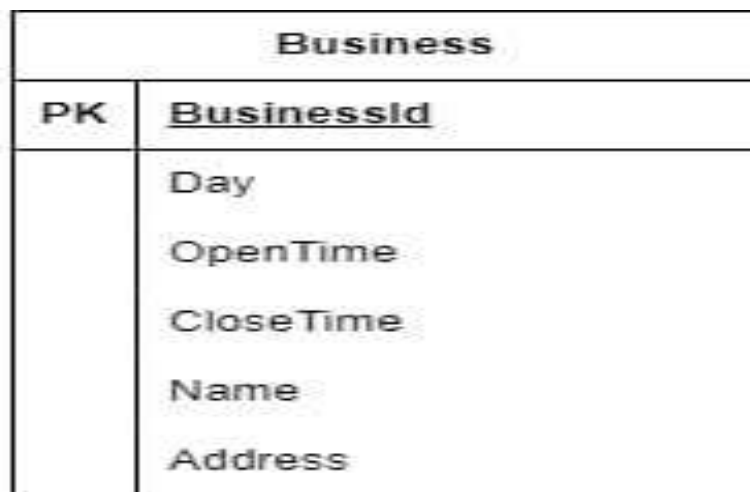 Business
PK BusinessId
Day
OpenTime
CloseTime
Name
Address